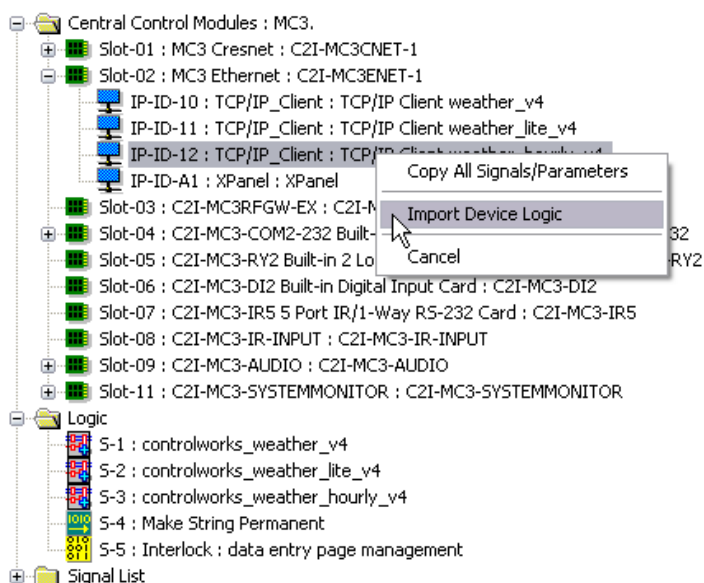 Central Control Modules : MC3.
Slot-01 : MC3 Cresnet : C2I-MC3CNET-1
Slot-02 : MC3 Ethernet : C2I-MC3ENET-1
IP-ID-10 : TCP/IP_Client : TCP/IP Client weather_v4
IP-ID-11 : TCP/IP_Client : TCP/IP Client weather_lite_v4
IP-ID-12 : TCP/IP_Client : TCP/IP Client weather_hourly_v4
Copy All Signals/Parameters
IP-ID-A1 : XPanel : XPanel
Slot-03 : C2I-MC3RFGW-EX : C2I-M
Import Device Logic
Slot-04 : C2I-MC3-COM2-232 Built- 32
Slot-05 : C2I-MC3-RY2 Built-in 2 Lo -RY2
Cancel
Slot-06 : C2I-MC3-DI2 Built-in Digital Input Card : C2I-MC3-DI2
Slot-07 : C2I-MC3-IR5 5 Port IR/1-Way RS-232 Card : C2I-MC3-IR5
Slot-08 : C2I-MC3-IR-INPUT : C2I-MC3-IR-INPUT
Slot-09 : C2I-MC3-AUDIO : C2I-MC3-AUDIO
Slot-11 : C2I-MC3-SYSTEMMONITOR : C2I-MC3-SYSTEMMONITOR
Logic
S-1 : controlworks_weather_v4
S-2 : controlworks_weather_lite_v4
S-3 : controlworks_weather_hourly_v4
S-4 : Make String Permanent
S-5 : Interlock : data entry page management
Signal List